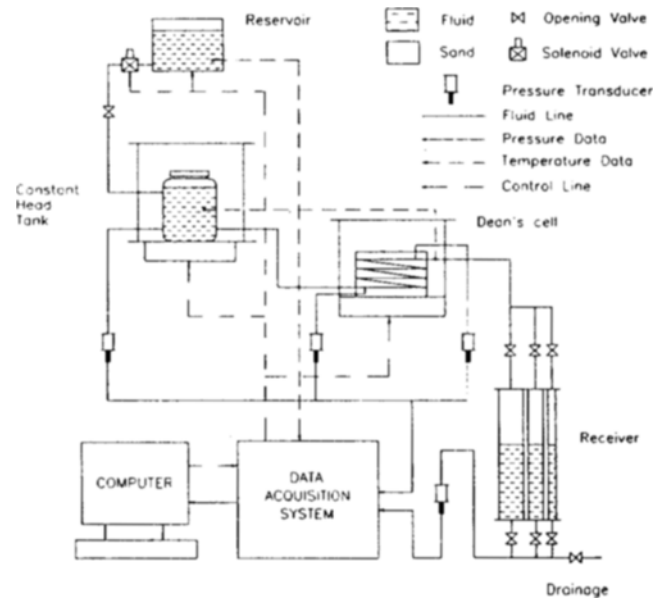 Reservoir
Fluid
Opening Valve
Sand
Solenoid Valve
Pressure Transducer
Fluid Line
Pressure Data
Temperature Data
Control Line
Constant
Head
Tank
Dean's cell
Receiver
COMPUTER
DATA
ACQUISITION
SYSTEM
Drainage